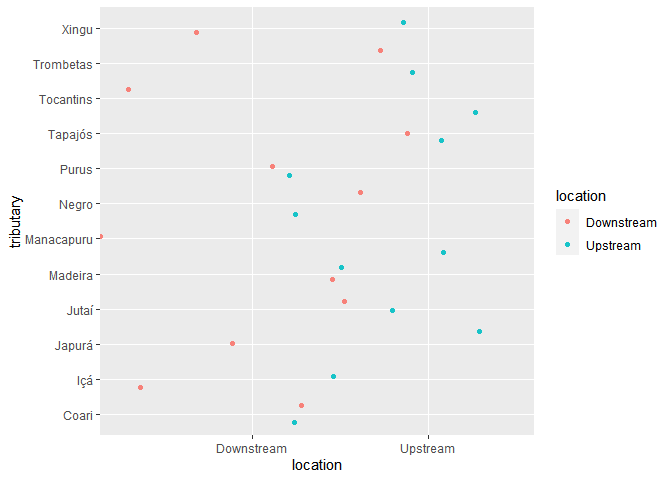 Xingu
Trombetas
Tocantins
Tapajós
Purus
Negro
Manacapuru
Madeira
Jutaí
Japurá
Içá
Coari
tributary
Downstream Upstream
location
location
Downstream
Upstream